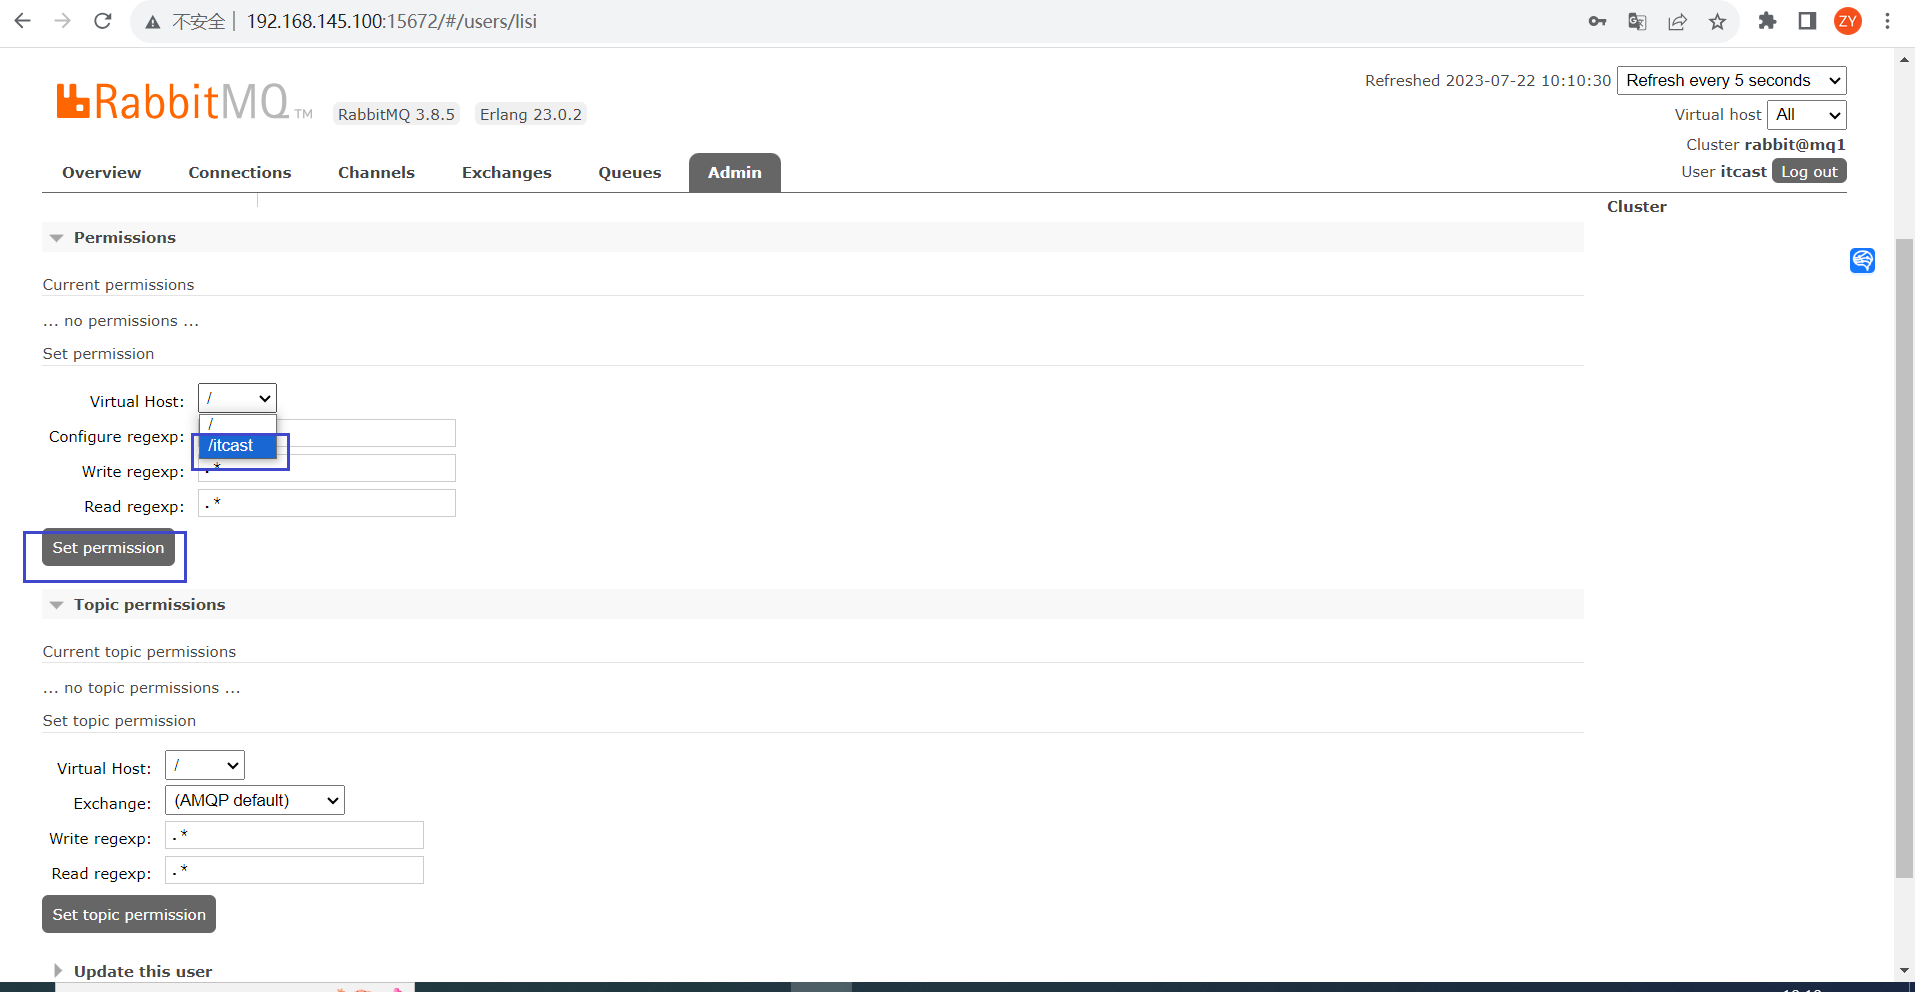 不安全 192.168.145.100:15672/#/users/lisi
ZY
RabbitMQ TM RabbitMQ 3.8.5 Erlang 23.0.2
Refreshed 2023-07-22 10:10:30 Refresh every 5 seconds
Virtual host All
Cluster rabbit@mq1
User itcast Log out
Overview Connections Channels Exchanges Queues Admin
Cluster
Permissions
Current permissions
... no permissions ...
Set permission
Virtual Host: /
/
Configure regexp:
/itcast
Write regexp: .*
Read regexp: .*
Set permission
Topic permissions
Current topic permissions
... no topic permissions ...
Set topic permission
Virtual Host: /
Exchange: (AMQP default)
Write regexp: .*
Read regexp: .*
Set topic permission
Update this user